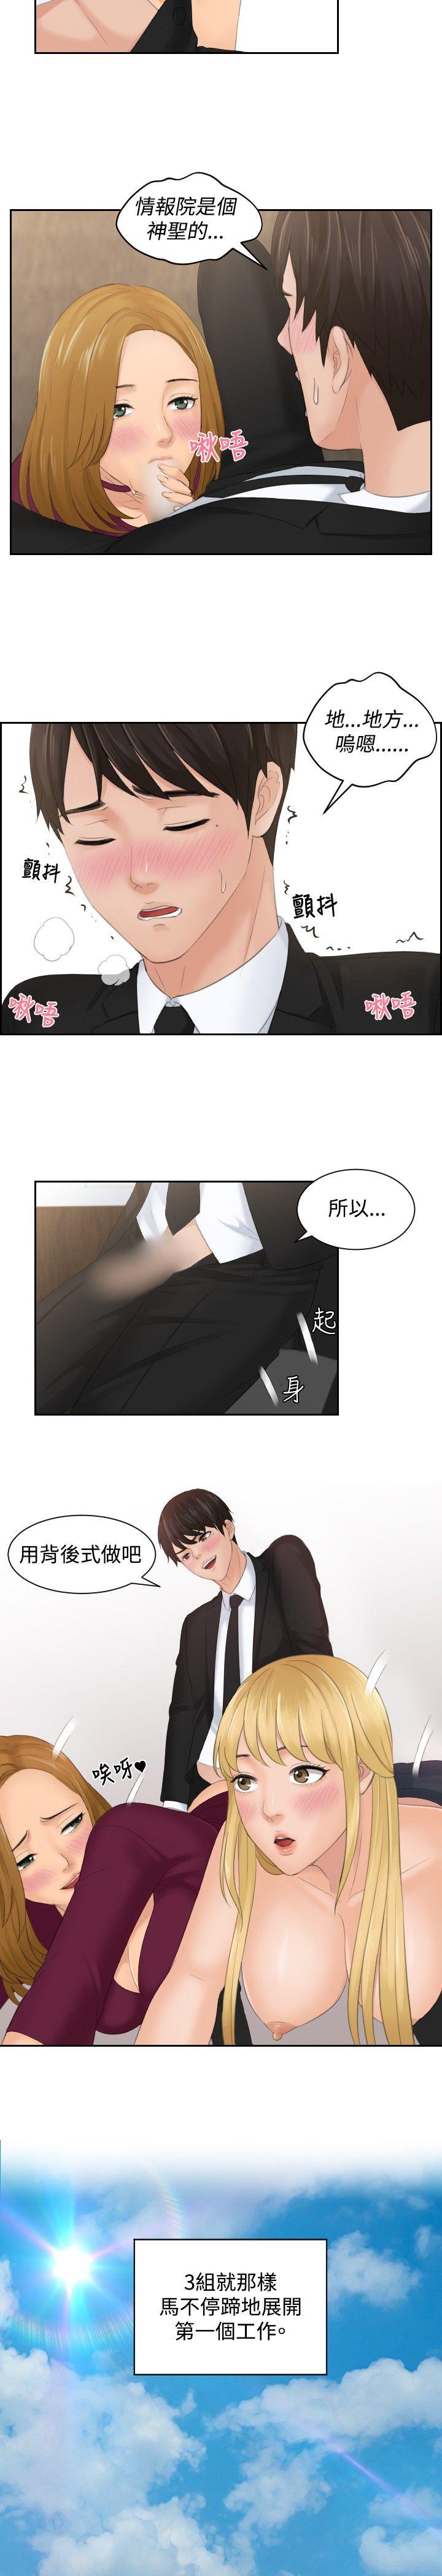 情報院是個
神聖的...
啾唔
地...地方...
嗚嗯......
顫抖
顫抖
啾唔
啾唔
所以...
起
身
用背後式做吧
唉呀♥
3組就那樣
馬不停蹄地展開
第一個工作。